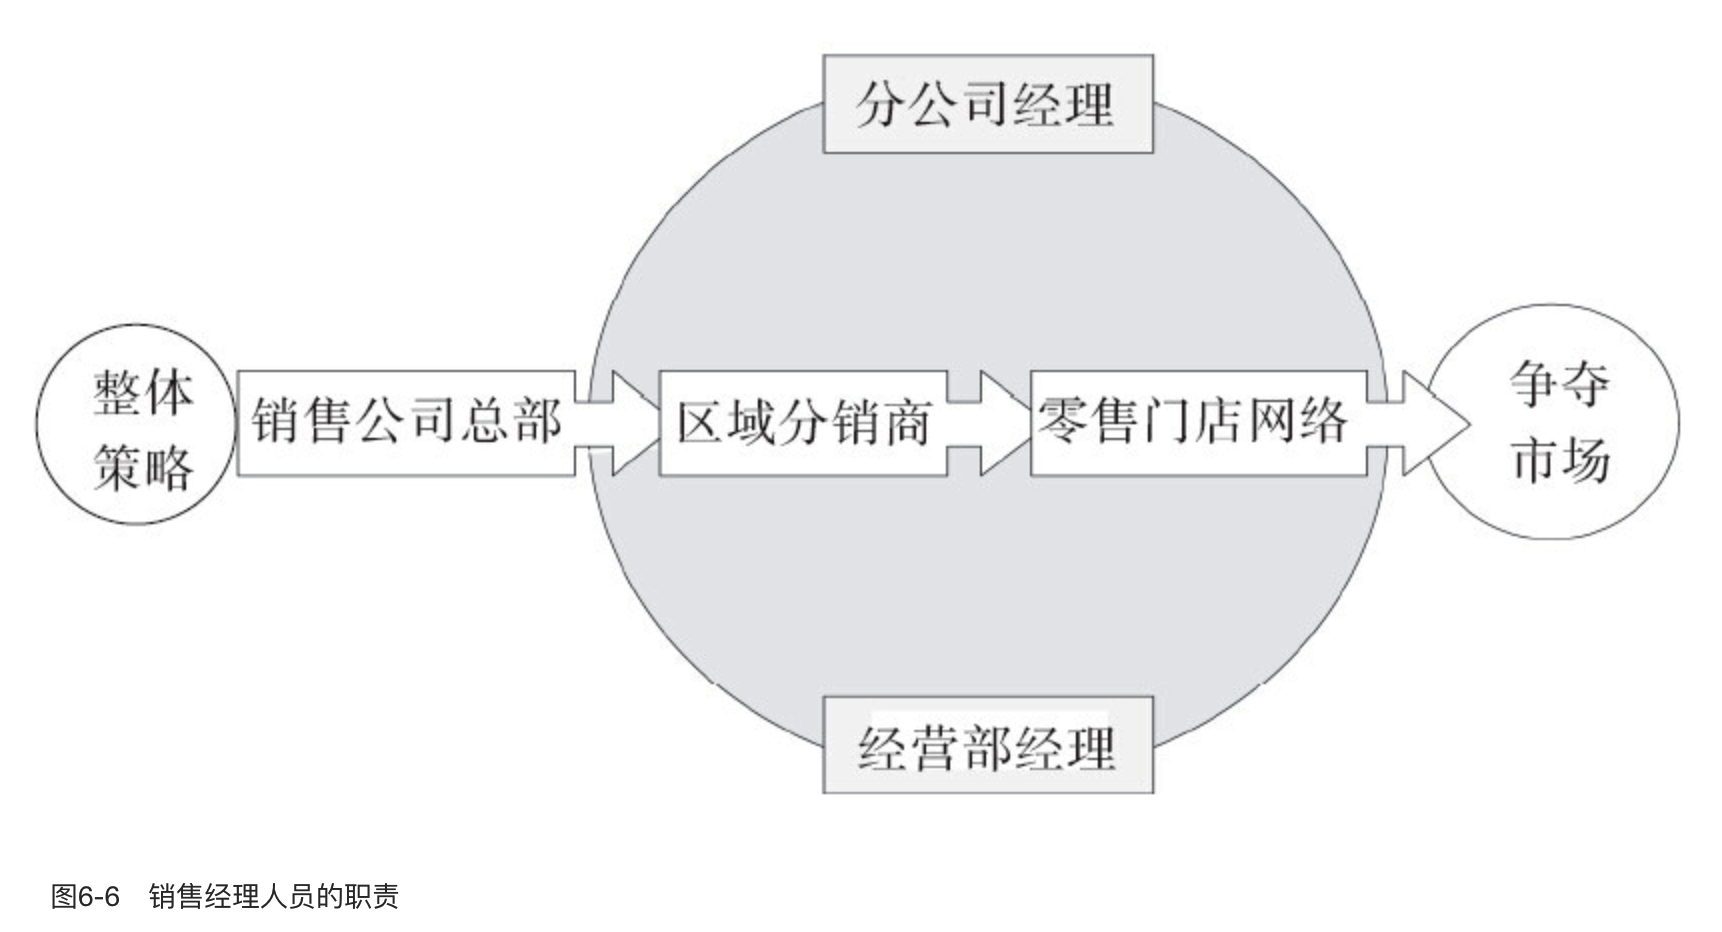 分公司经理
整体
策略
销售公司总部
区域分销商
零售门店网络
争夺
市场
经营部经理
图6-6 销售经理人员的职责